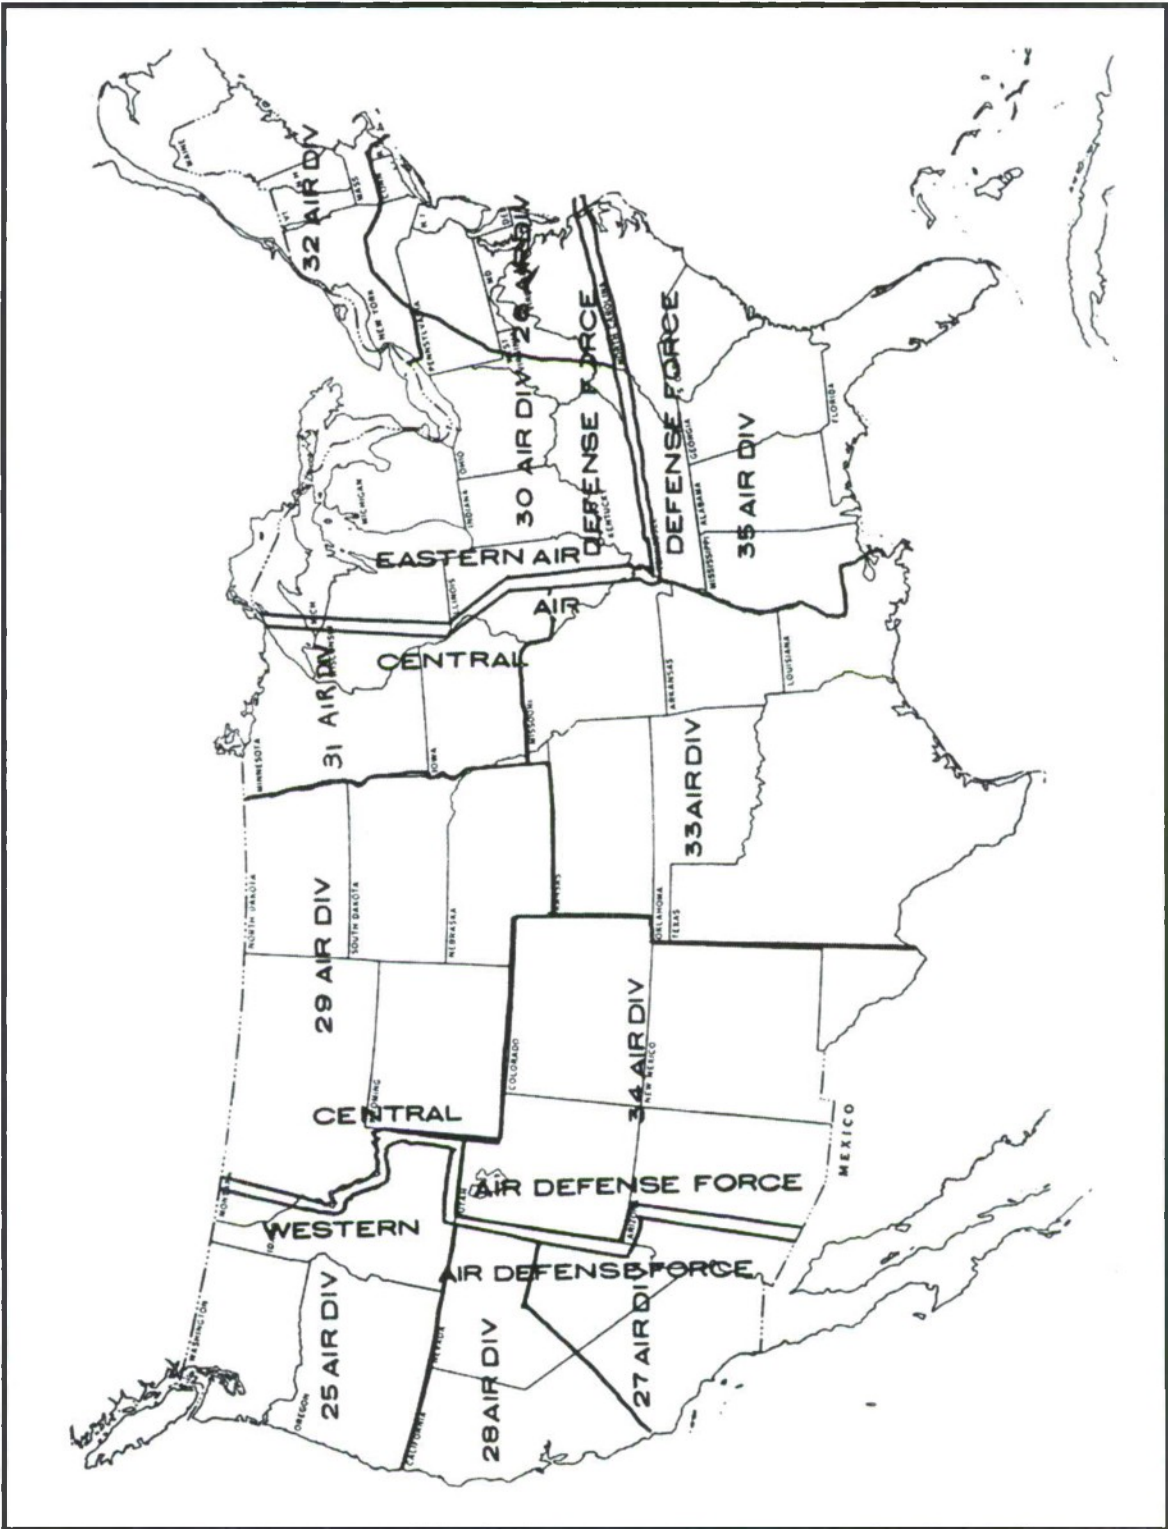 32 AIR DIV
26 AIR DIV
30 AIR DIV
DEFENSE FORCE
DEFENSE FORCE
35 AIR DIV
EASTERN AIR
AIR
CENTRAL
31 AIR DIV
33 AIR DIV
29 AIR DIV
34 AIR DIV
CENTRAL
AIR DEFENSE FORCE
WESTERN
AIR DEFENSE FORCE
25 AIR DIV
28 AIR DIV
27 AIR DIV
MAINE
VT
MASS
CONN
NEW YORK
N J
PENNSYLVANIA
MD
DEL
NORTH CAROLINA
S C
GEORGIA
FLORIDA
ALABAMA
MISSISSIPPI
OHIO
INDIANA
KENTUCKY
MICHIGAN
ILLINOIS
MICH
MINNESOTA
IOWA
MISSOURI
ARKANSAS
LOUISIANA
NORTH DAKOTA
SOUTH DAKOTA
NEBRASKA
KANSAS
OKLAHOMA
TEXAS
COLORADO
NEW MEXICO
UTAH
MEXICO
WASHINGTON
OREGON
NEVADA
CALIFORNIA